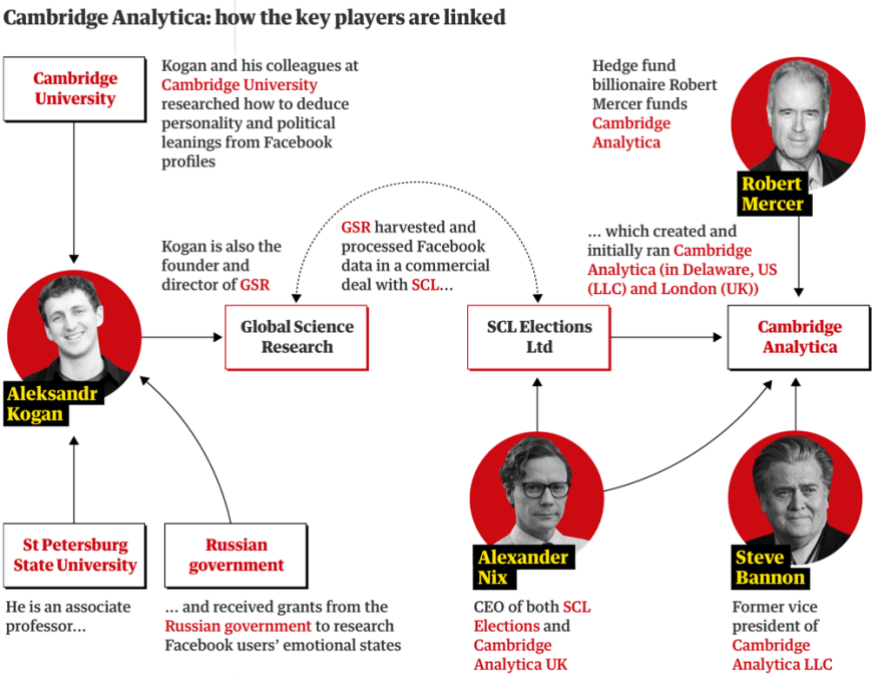 Cambridge Analytica: how the key players are linked
Cambridge
University
Kogan and his colleagues at
Cambridge University
researched how to deduce
personality and political
leanings from Facebook
profiles
Hedge fund
billionaire Robert
Mercer funds
Cambridge
Analytica
Robert
Mercer
Kogan is also the
founder and
director of GSR
GSR harvested and
processed Facebook
data in a commercial
deal with SCL...
... which created and
initially ran Cambridge
Analytica (in Delaware, US
(LLC) and London (UK))
Aleksandr
Kogan
Global Science
Research
SCL Elections
Ltd
Cambridge
Analytica
St Petersburg
State University
He is an associate
professor...
Russian
government
... and received grants from the
Russian government to research
Facebook users' emotional states
Alexander
Nix
CEO of both SCL
Elections and
Cambridge
Analytica UK
Steve
Bannon
Former vice
president of
Cambridge
Analytica LLC